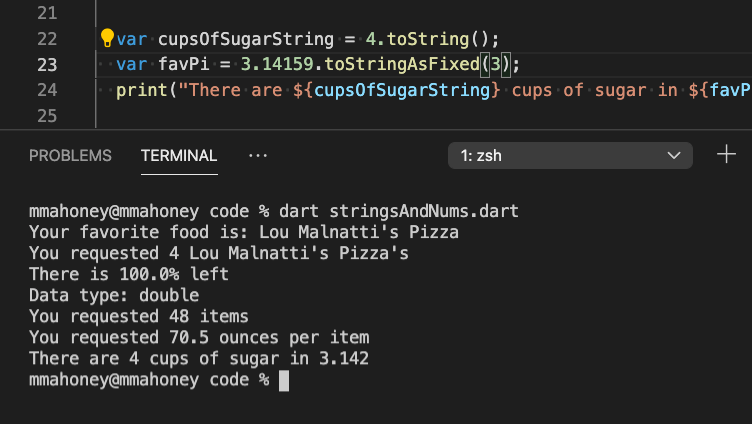 21
22 var cupsOfSugarString = 4.toString();
23 var favPi = 3.14159.toStringAsFixed(3);
24 print("There are ${cupsOfSugarString} cups of sugar in ${favP
25
PROBLEMS TERMINAL ··· 1: zsh
mmahoney@mmahoney code % dart stringsAndNums.dart
Your favorite food is: Lou Malnatti's Pizza
You requested 4 Lou Malnatti's Pizza's
There is 100.0% left
Data type: double
You requested 48 items
You requested 70.5 ounces per item
There are 4 cups of sugar in 3.142
mmahoney@mmahoney code %